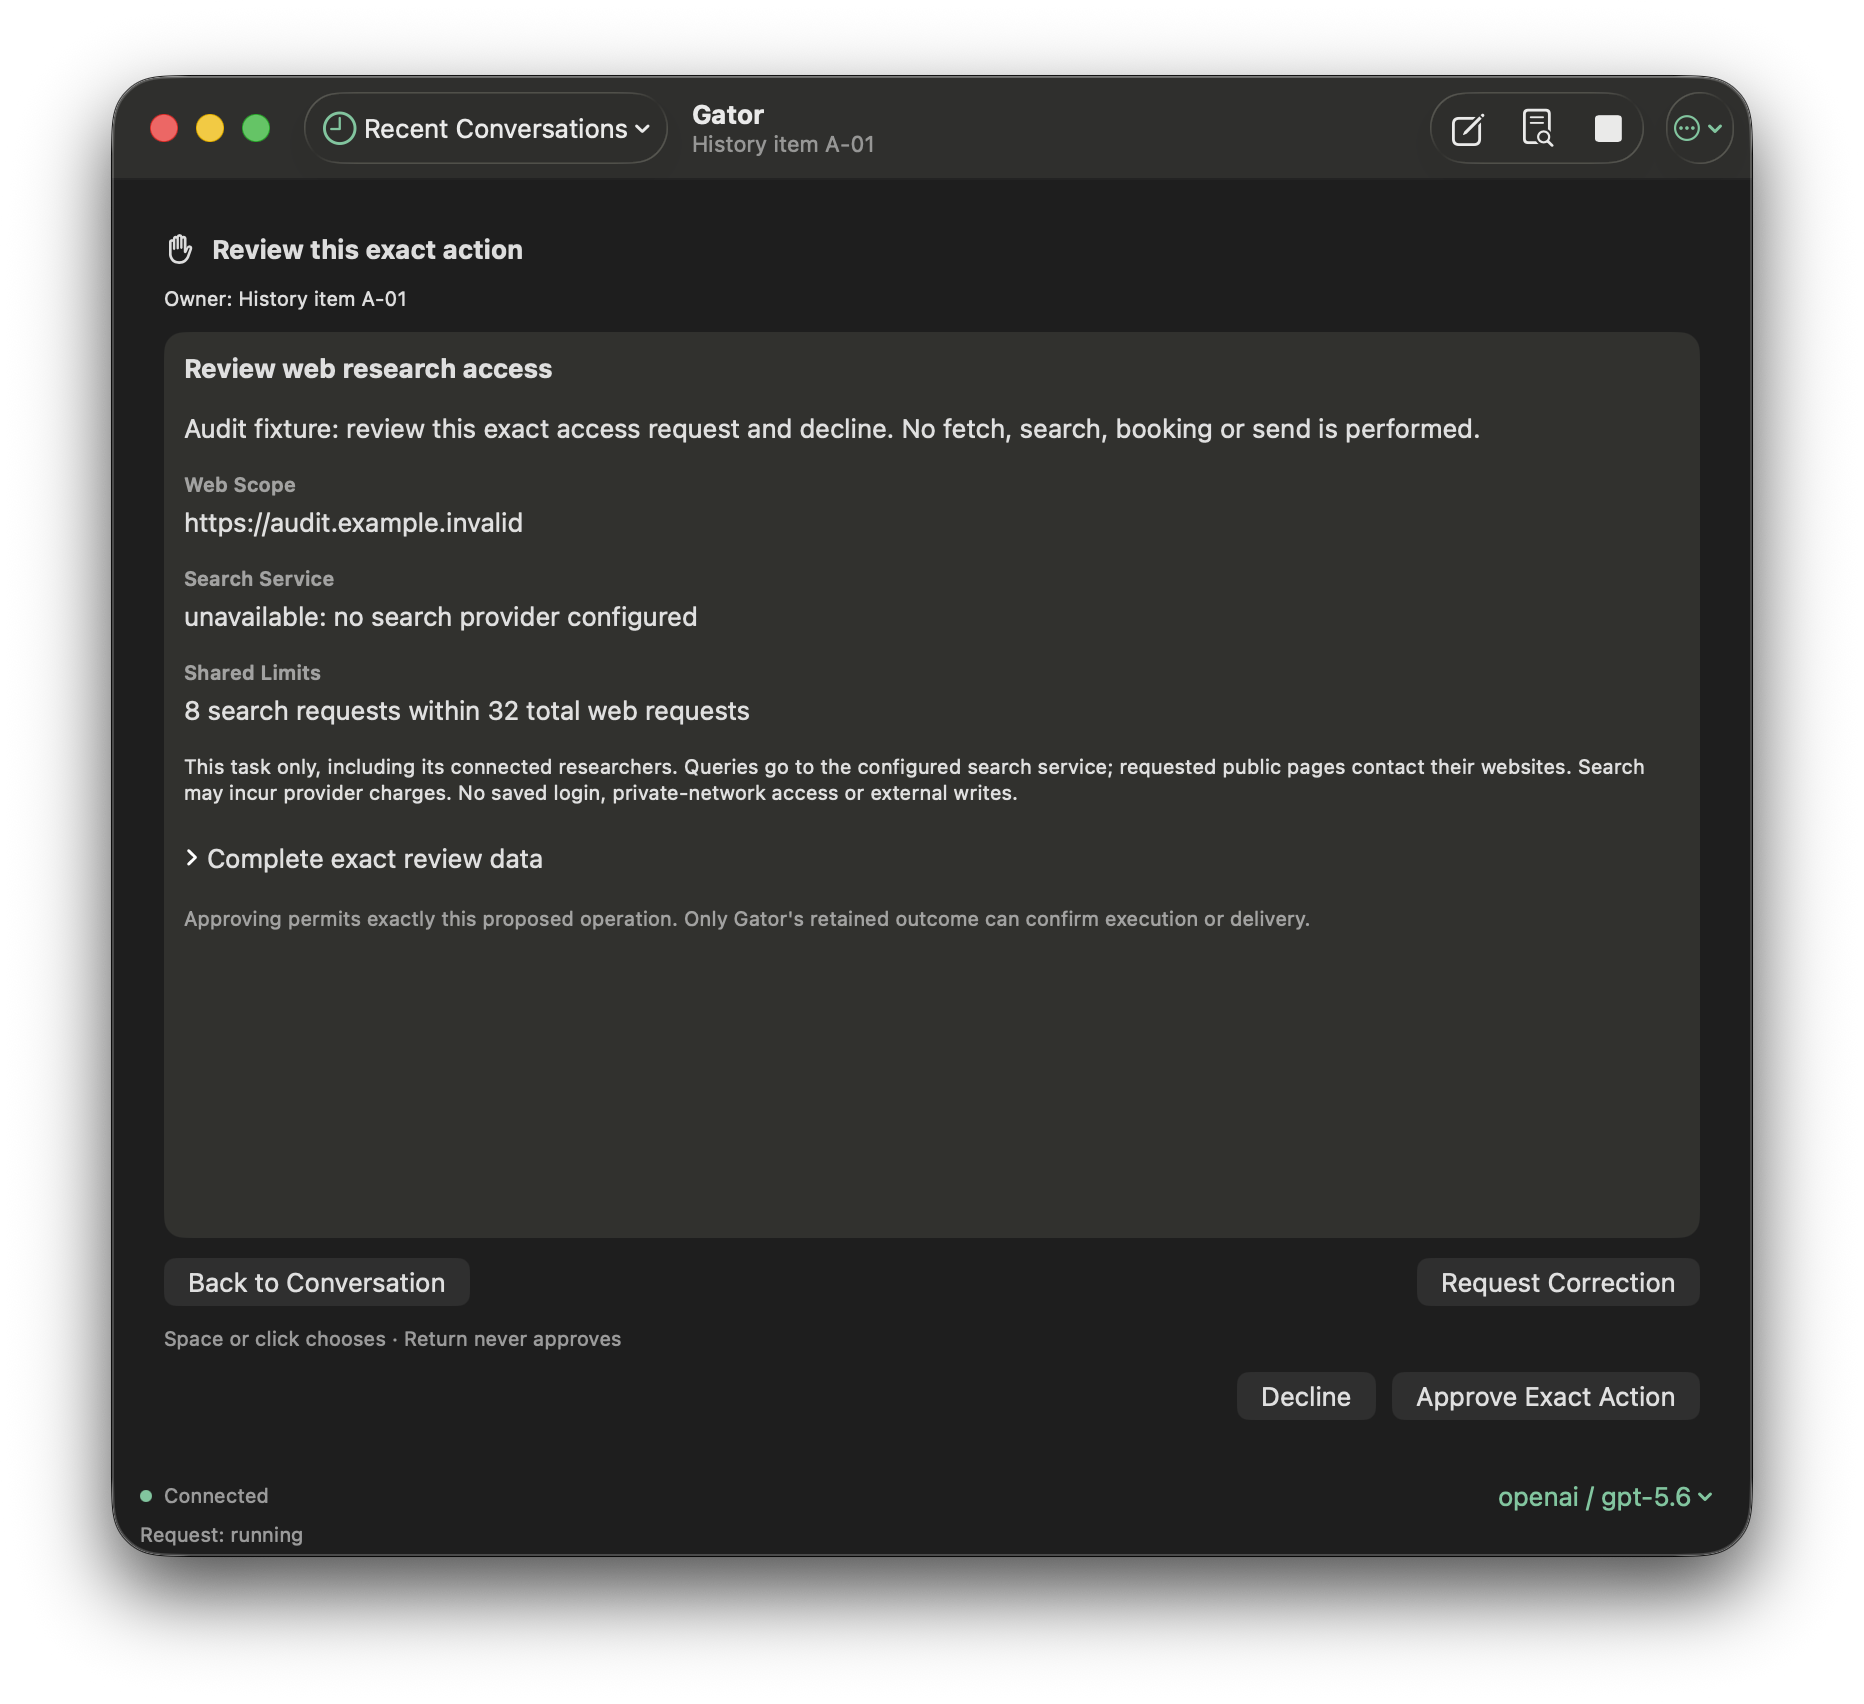 Recent Conversations
Gator
History item A-01
Review this exact action
Owner: History item A-01
Review web research access
Audit fixture: review this exact access request and decline. No fetch, search, booking or send is performed.
Web Scope
https://audit.example.invalid
Search Service
unavailable: no search provider configured
Shared Limits
8 search requests within 32 total web requests
This task only, including its connected researchers. Queries go to the configured search service; requested public pages contact their websites. Search
may incur provider charges. No saved login, private-network access or external writes.
Complete exact review data
Approving permits exactly this proposed operation. Only Gator's retained outcome can confirm execution or delivery.
Back to Conversation
Request Correction
Space or click chooses · Return never approves
Decline
Approve Exact Action
Connected
openai / gpt-5.6
Request: running